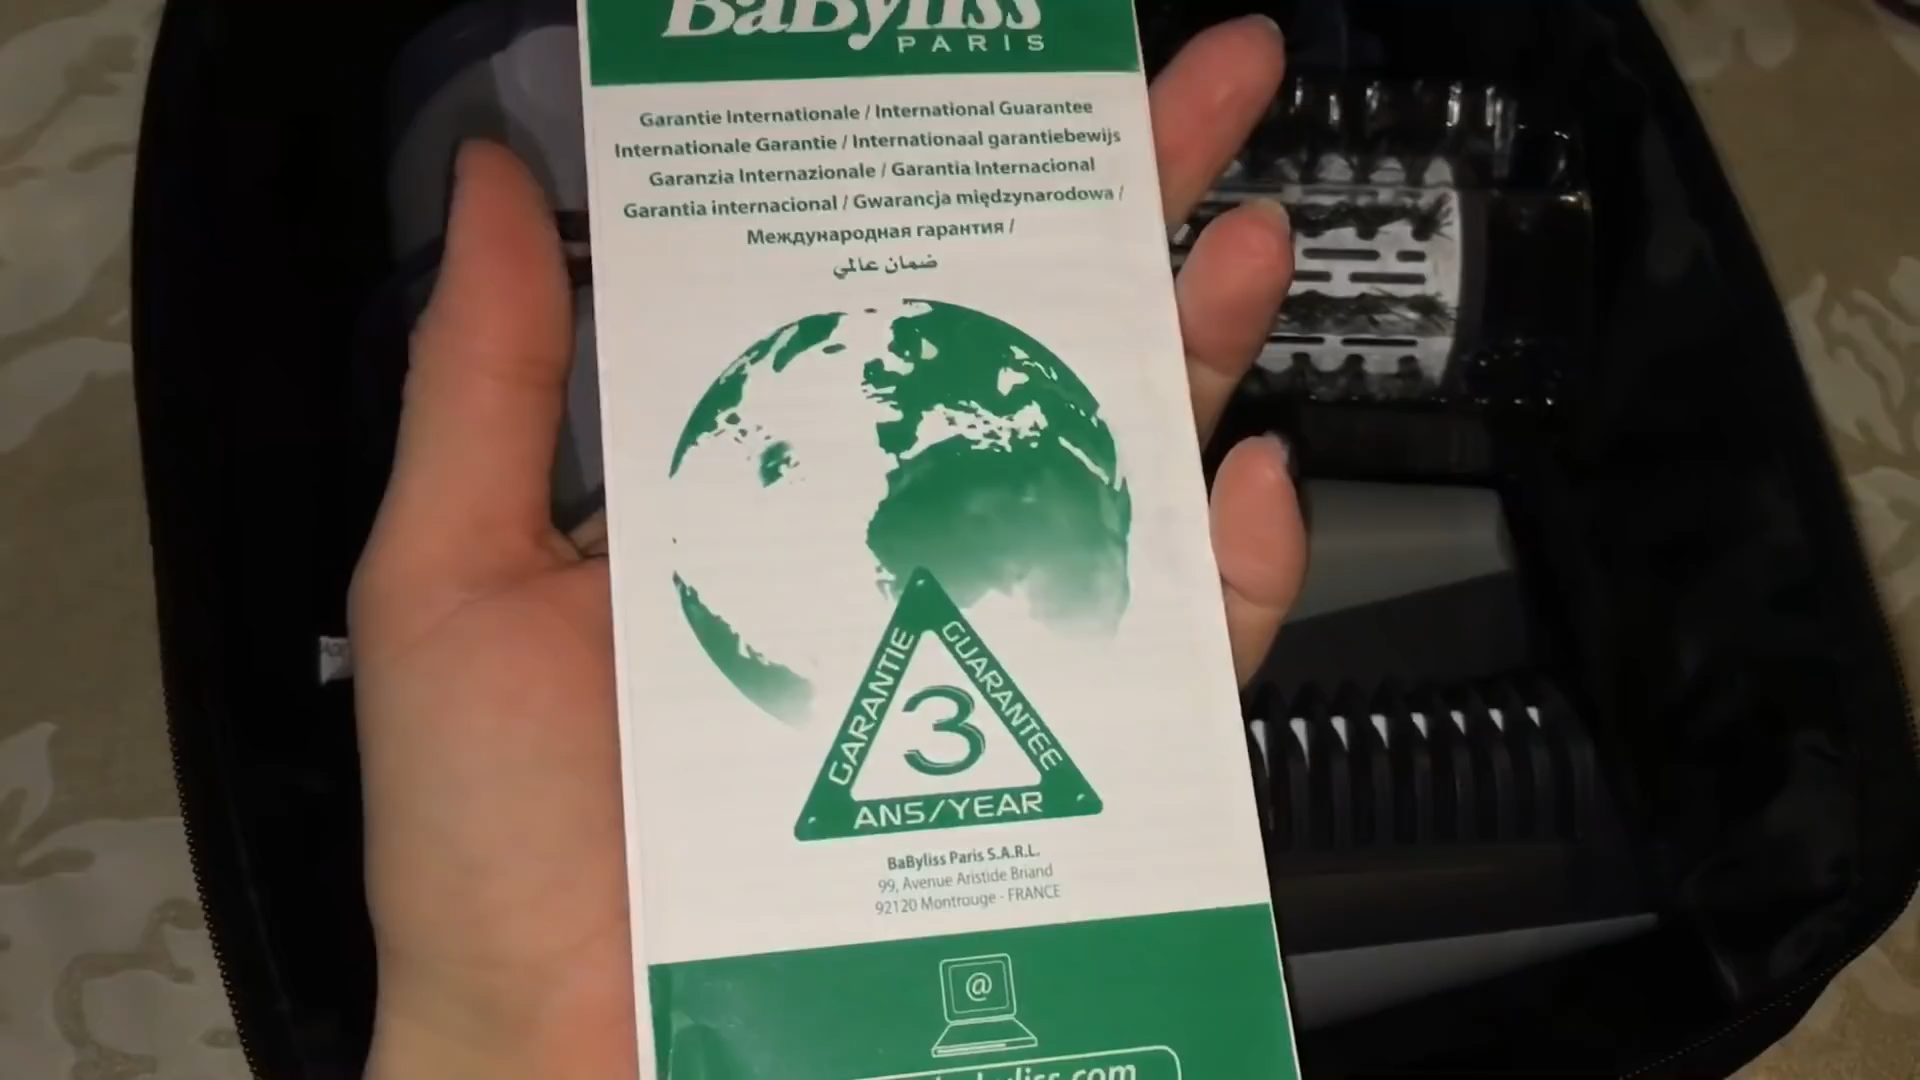 BaByliss
PARIS
Garantie Internationale / International Guarantee
Internationale Garantie / Internationaal garantiebewijs
Garanzia Internazionale / Garantia Internacional
Garantia internacional / Gwarancja międzynarodowa /
Международная гарантия /
ضمان عالمي
GARANTIE
GUARANTEE
3
ANS/YEAR
BaByliss Paris S.A.R.L.
99, Avenue Aristide Briand
92120 Montrouge - FRANCE
@